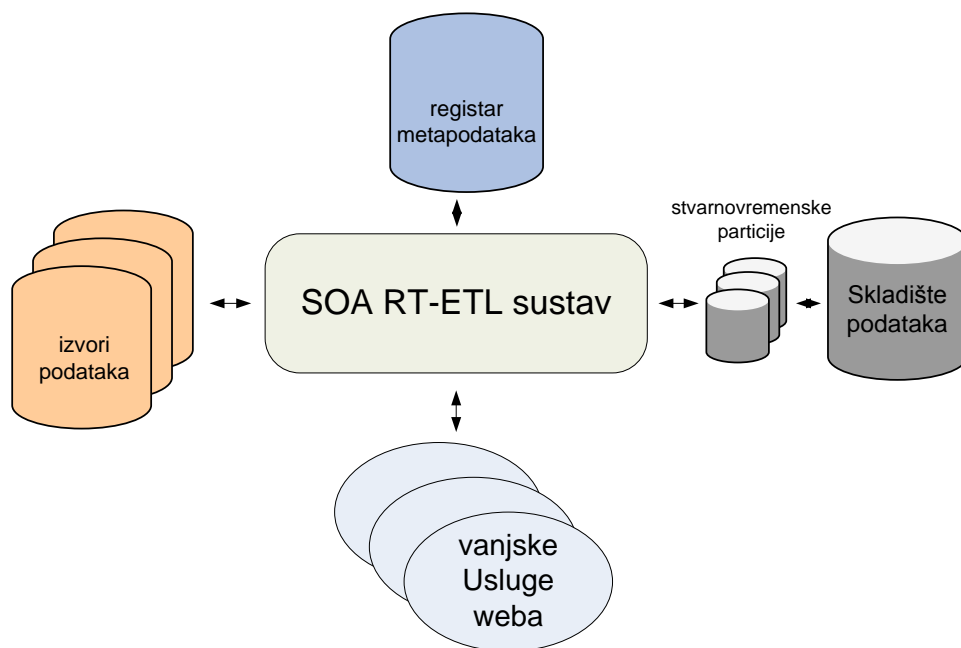 registar
metapodataka
stvarnovremenske
particije
SOA RT-ETL sustav
Skladište
podataka
izvori
podataka
vanjske
Usluge
weba